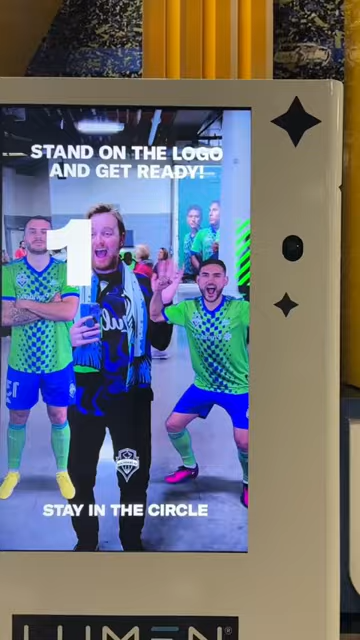 STAND ON THE LOGO
AND GET READY!
1
STAY IN THE CIRCLE
LUMEN®